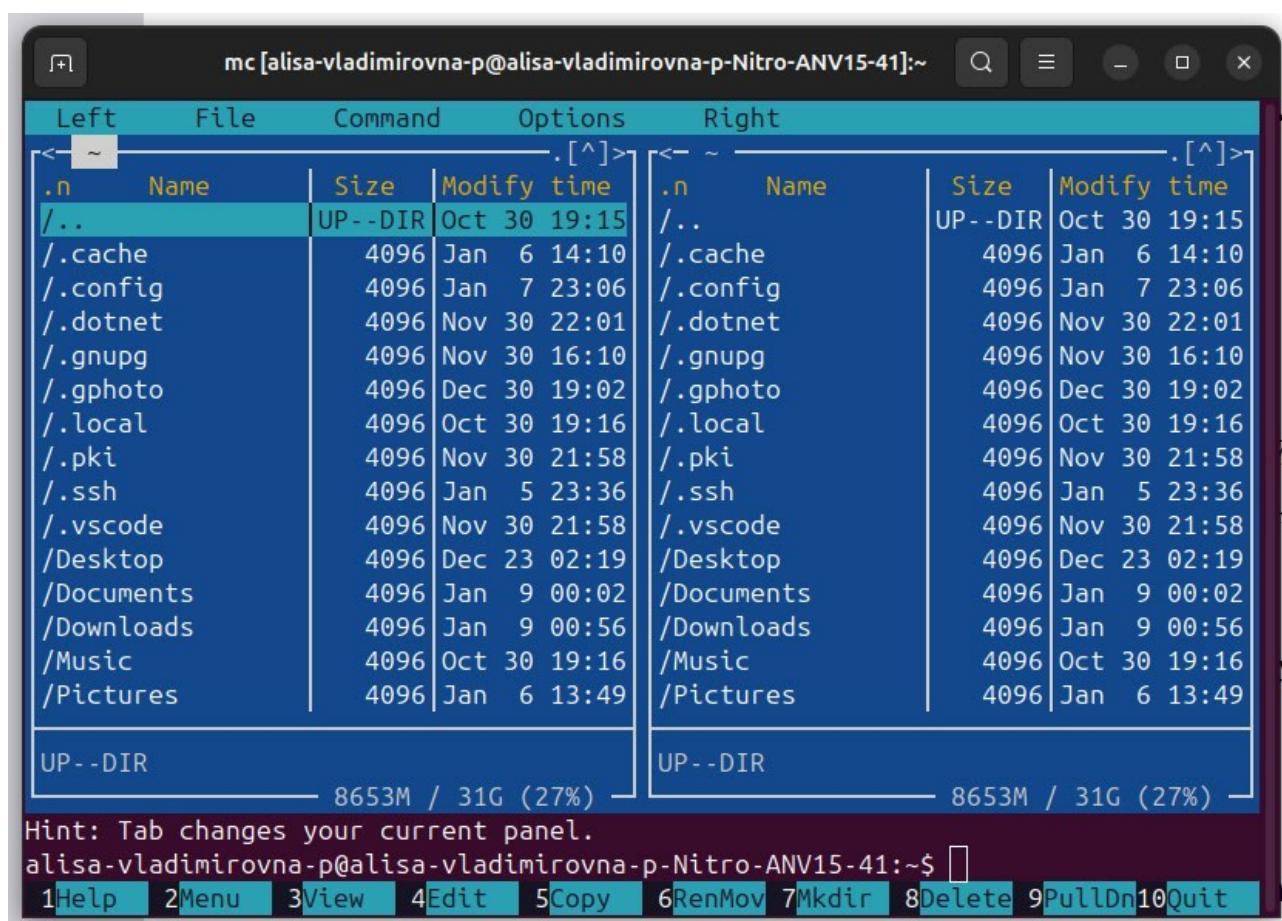 mc [alisa-vladimirovna-p@alisa-vladimirovna-p-Nitro-ANV15-41]:~
Left File Command Options Right
<- ~ .[^]> <- ~ .[^]>
.n Name Size Modify time .n Name Size Modify time
/.. UP--DIR Oct 30 19:15 /.. UP--DIR Oct 30 19:15
/.cache 4096 Jan 6 14:10 /.cache 4096 Jan 6 14:10
/.config 4096 Jan 7 23:06 /.config 4096 Jan 7 23:06
/.dotnet 4096 Nov 30 22:01 /.dotnet 4096 Nov 30 22:01
/.gnupg 4096 Nov 30 16:10 /.gnupg 4096 Nov 30 16:10
/.gphoto 4096 Dec 30 19:02 /.gphoto 4096 Dec 30 19:02
/.local 4096 Oct 30 19:16 /.local 4096 Oct 30 19:16
/.pki 4096 Nov 30 21:58 /.pki 4096 Nov 30 21:58
/.ssh 4096 Jan 5 23:36 /.ssh 4096 Jan 5 23:36
/.vscode 4096 Nov 30 21:58 /.vscode 4096 Nov 30 21:58
/Desktop 4096 Dec 23 02:19 /Desktop 4096 Dec 23 02:19
/Documents 4096 Jan 9 00:02 /Documents 4096 Jan 9 00:02
/Downloads 4096 Jan 9 00:56 /Downloads 4096 Jan 9 00:56
/Music 4096 Oct 30 19:16 /Music 4096 Oct 30 19:16
/Pictures 4096 Jan 6 13:49 /Pictures 4096 Jan 6 13:49
UP--DIR UP--DIR
8653M / 31G (27%) 8653M / 31G (27%)
Hint: Tab changes your current panel.
alisa-vladimirovna-p@alisa-vladimirovna-p-Nitro-ANV15-41:~$
1Help 2Menu 3View 4Edit 5Copy 6RenMov 7Mkdir 8Delete 9PullDn 10Quit